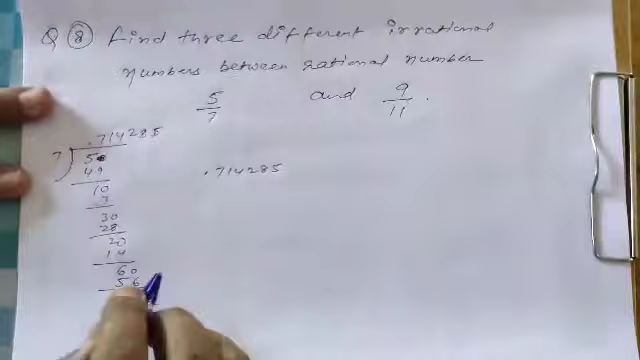 Q 8 find three different irrational
numbers between rational number
5/7 and 9/11.
.714285
7 ) 50
49
10
7
30
28
20
14
60
56
.714285